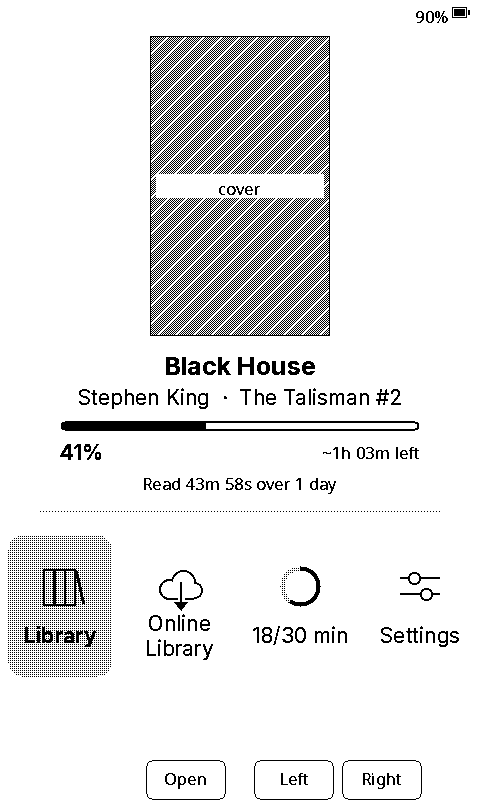 90%
cover
Black House
Stephen King · The Talisman #2
41%
~1h 03m left
Read 43m 58s over 1 day
Library
Online
Library
18/30 min
Settings
Open
Left
Right